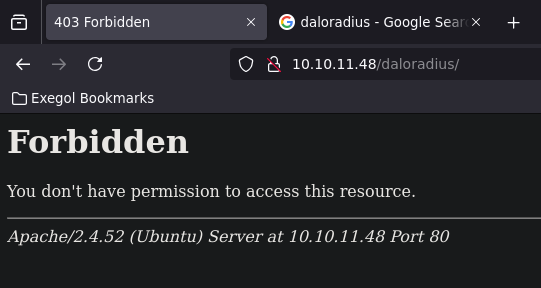 403 Forbidden
daloradius - Google Sear
10.10.11.48/daloradius/
Exegol Bookmarks
Forbidden
You don't have permission to access this resource.
Apache/2.4.52 (Ubuntu) Server at 10.10.11.48 Port 80